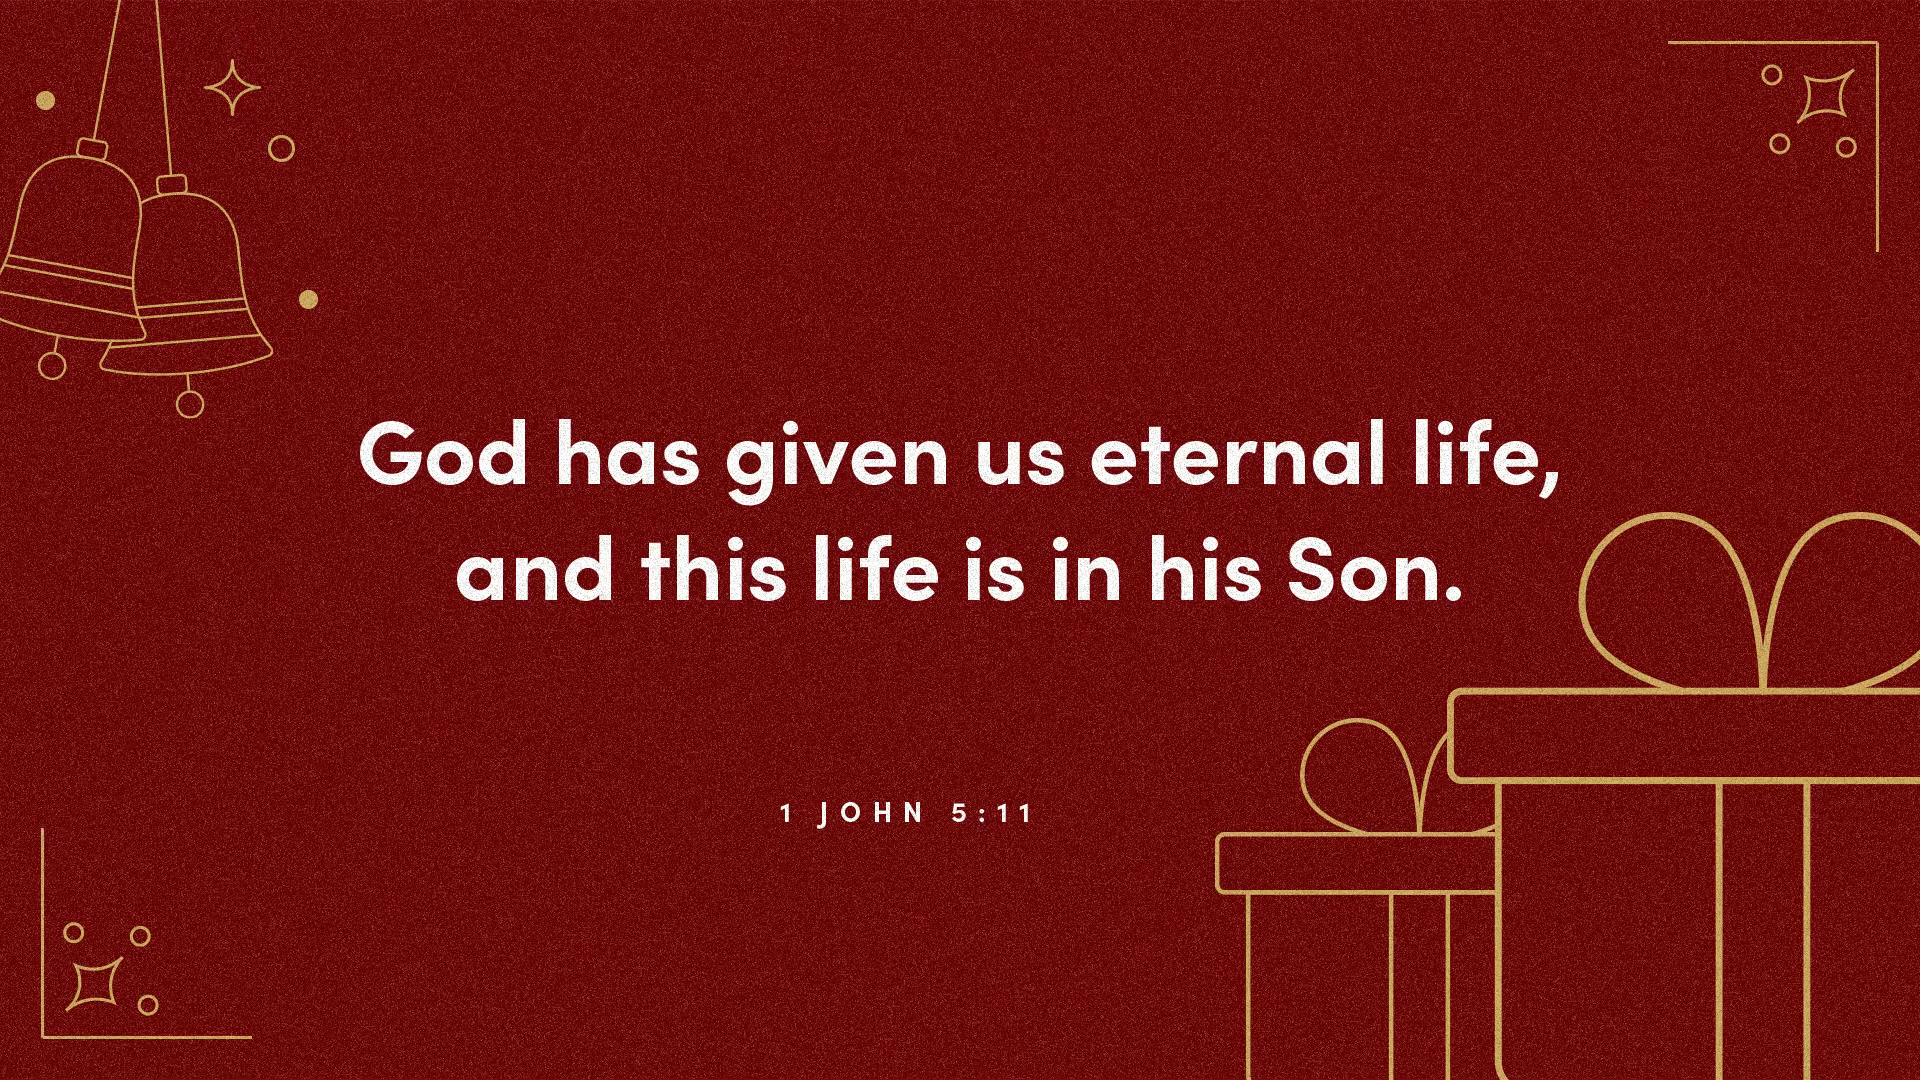 God has given us eternal life,
and this life is in his Son.
1 JOHN 5:11